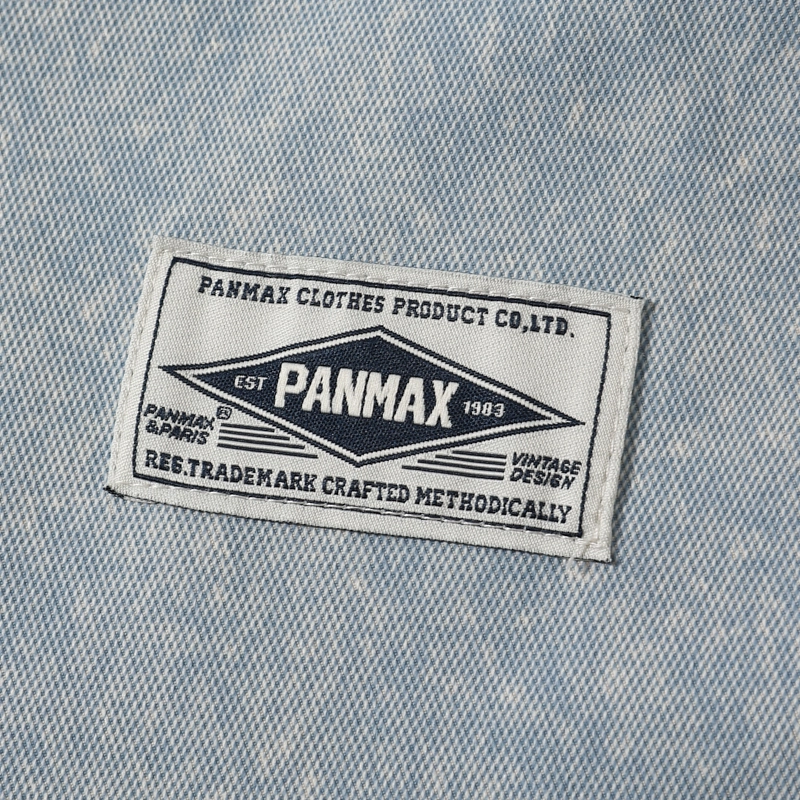 PANMAX CLOTHES PRODUCT CO,LTD.
EST PANMAX 1983
PANMAX ®
&PARIS
VINTAGE
DESIGN
REG.TRADEMARK CRAFTED METHODICALLY